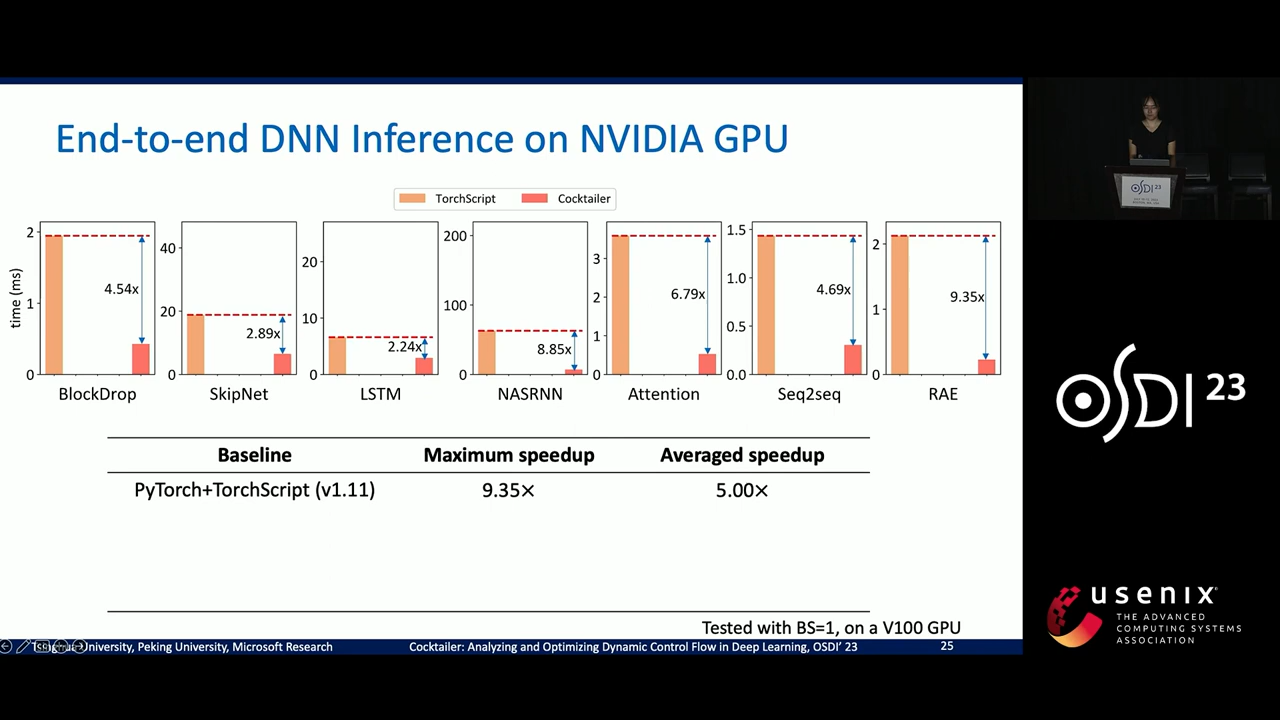 End-to-end DNN Inference on NVIDIA GPU
TorchScript Cocktailer
time (ms)
2
1
0
4.54x
BlockDrop
40
20
0
2.89x
SkipNet
20
10
0
2.24x
LSTM
200
100
0
8.85x
NASRNN
3
2
1
0
6.79x
Attention
1.5
1.0
0.5
0.0
4.69x
Seq2seq
2
1
0
9.35x
RAE
Baseline Maximum speedup Averaged speedup
PyTorch+TorchScript (v1.11) 9.35× 5.00×
Tested with BS=1, on a V100 GPU
University, Peking University, Microsoft Research Cocktailer: Analyzing and Optimizing Dynamic Control Flow in Deep Learning, OSDI' 23 25
OSDI 23
OSDI 23
usenix
THE ADVANCED
COMPUTING SYSTEMS
ASSOCIATION